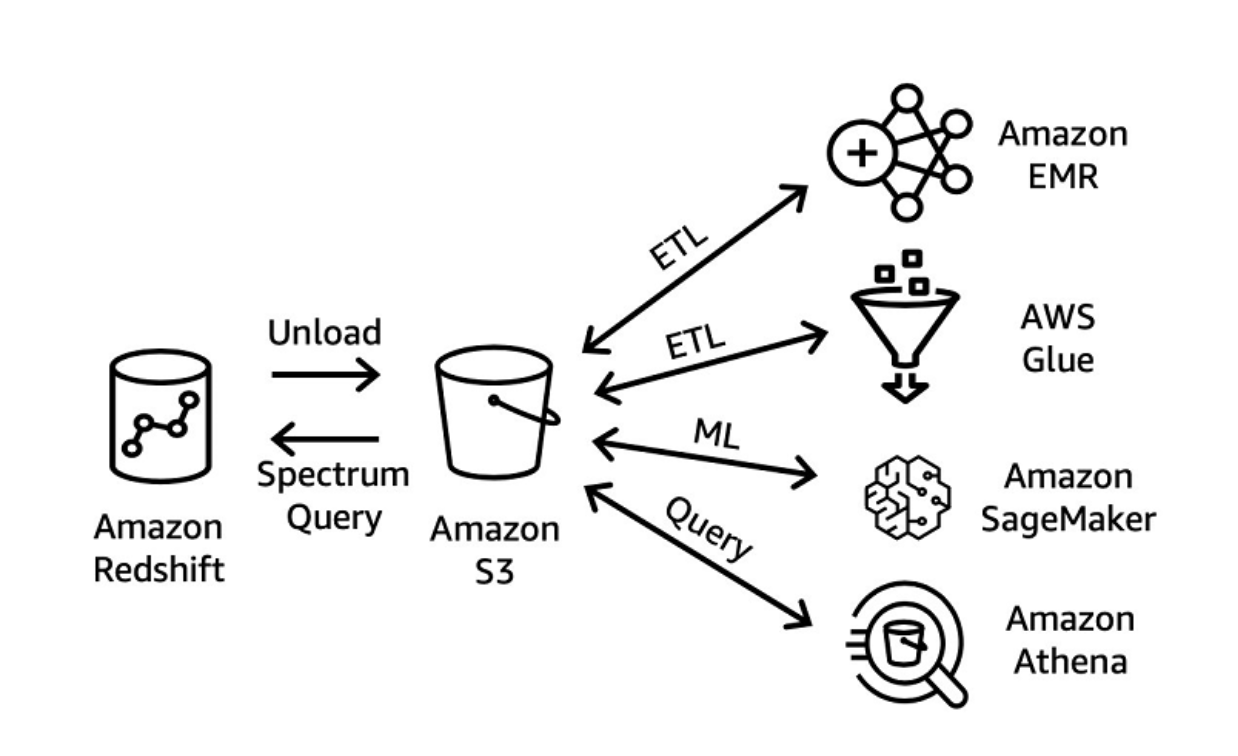 Amazon
EMR
ETL
AWS
Glue
ETL
Unload
Spectrum
Query
Amazon
Redshift
Amazon
S3
ML
Amazon
SageMaker
Query
Amazon
Athena